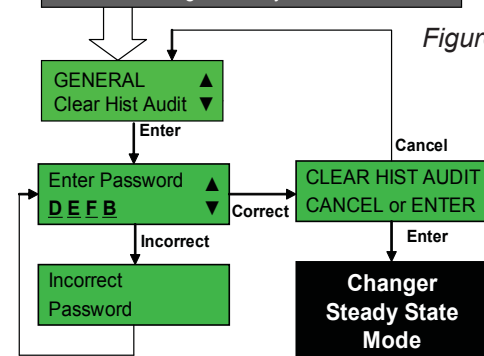 Figur
GENERAL ▲
Clear Hist Audit ▼
Enter
Cancel
Enter Password ▲
D E F B ▼
Correct
CLEAR HIST AUDIT
CANCEL or ENTER
Incorrect
Enter
Incorrect
Password
Changer
Steady State
Mode